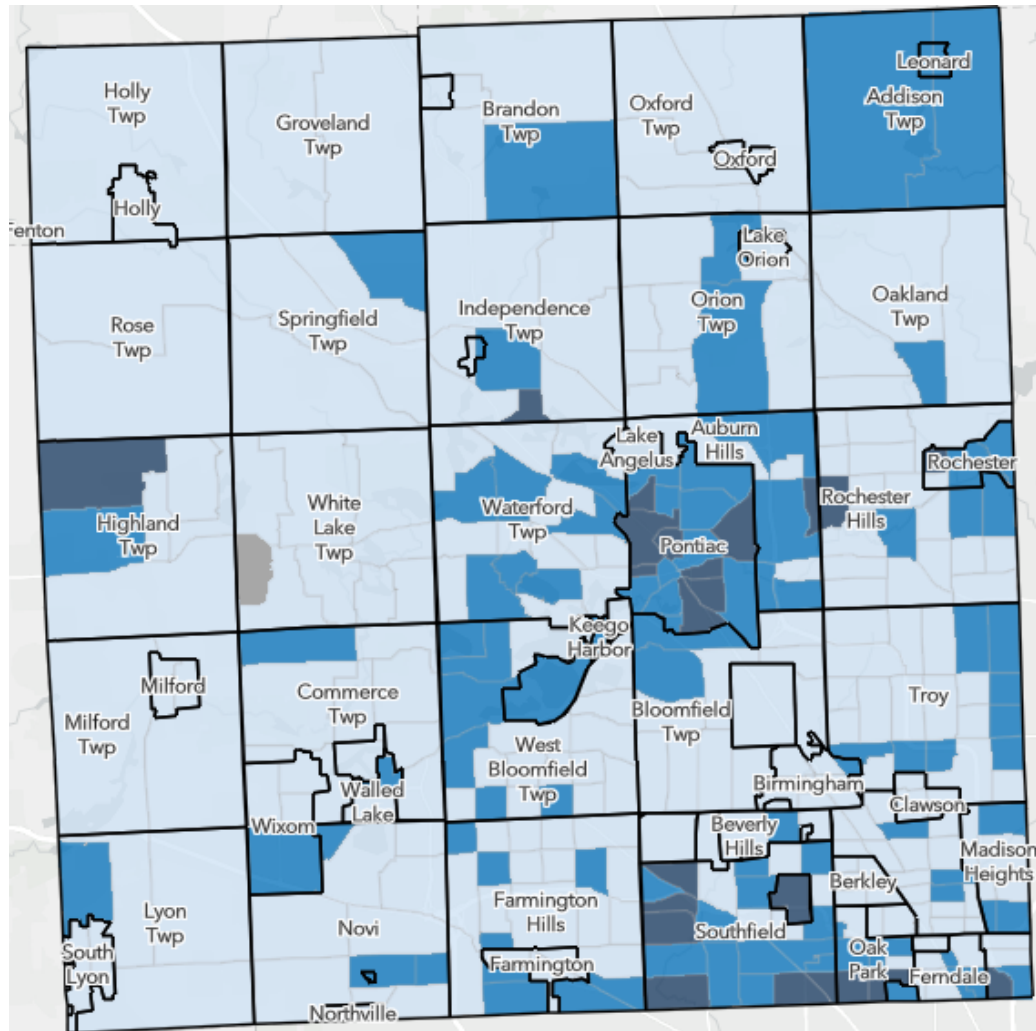 Leonard
Holly
Twp
Groveland
Twp
Brandon
Twp
Oxford
Twp
Addison
Twp
Oxford
Holly
Fenton
Lake
Orion
Rose
Twp
Springfield
Twp
Independence
Twp
Orion
Twp
Oakland
Twp
Highland
Twp
White
Lake
Twp
Waterford
Twp
Lake
Angelus
Auburn
Hills
Pontiac
Rochester
Hills
Rochester
Keego
Harbor
Milford
Milford
Twp
Commerce
Twp
Walled
Lake
West
Bloomfield
Twp
Bloomfield
Twp
Troy
Birmingham
Clawson
Wixom
Beverly
Hills
Madison
Heights
Berkley
Lyon
Twp
Novi
Farmington
Hills
Southfield
South
Lyon
Farmington
Oak
Park
Ferndale
Northville